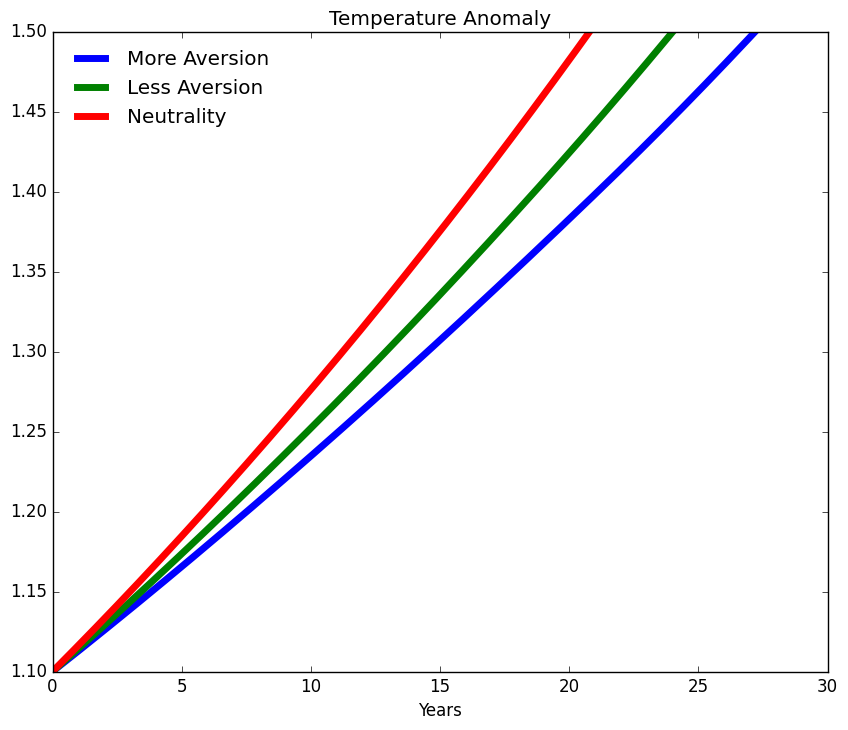 Temperature Anomaly
1.50
1.45
1.40
1.35
1.30
1.25
1.20
1.15
1.10
More Aversion
Less Aversion
Neutrality
0 5 10 15 20 25 30
Years